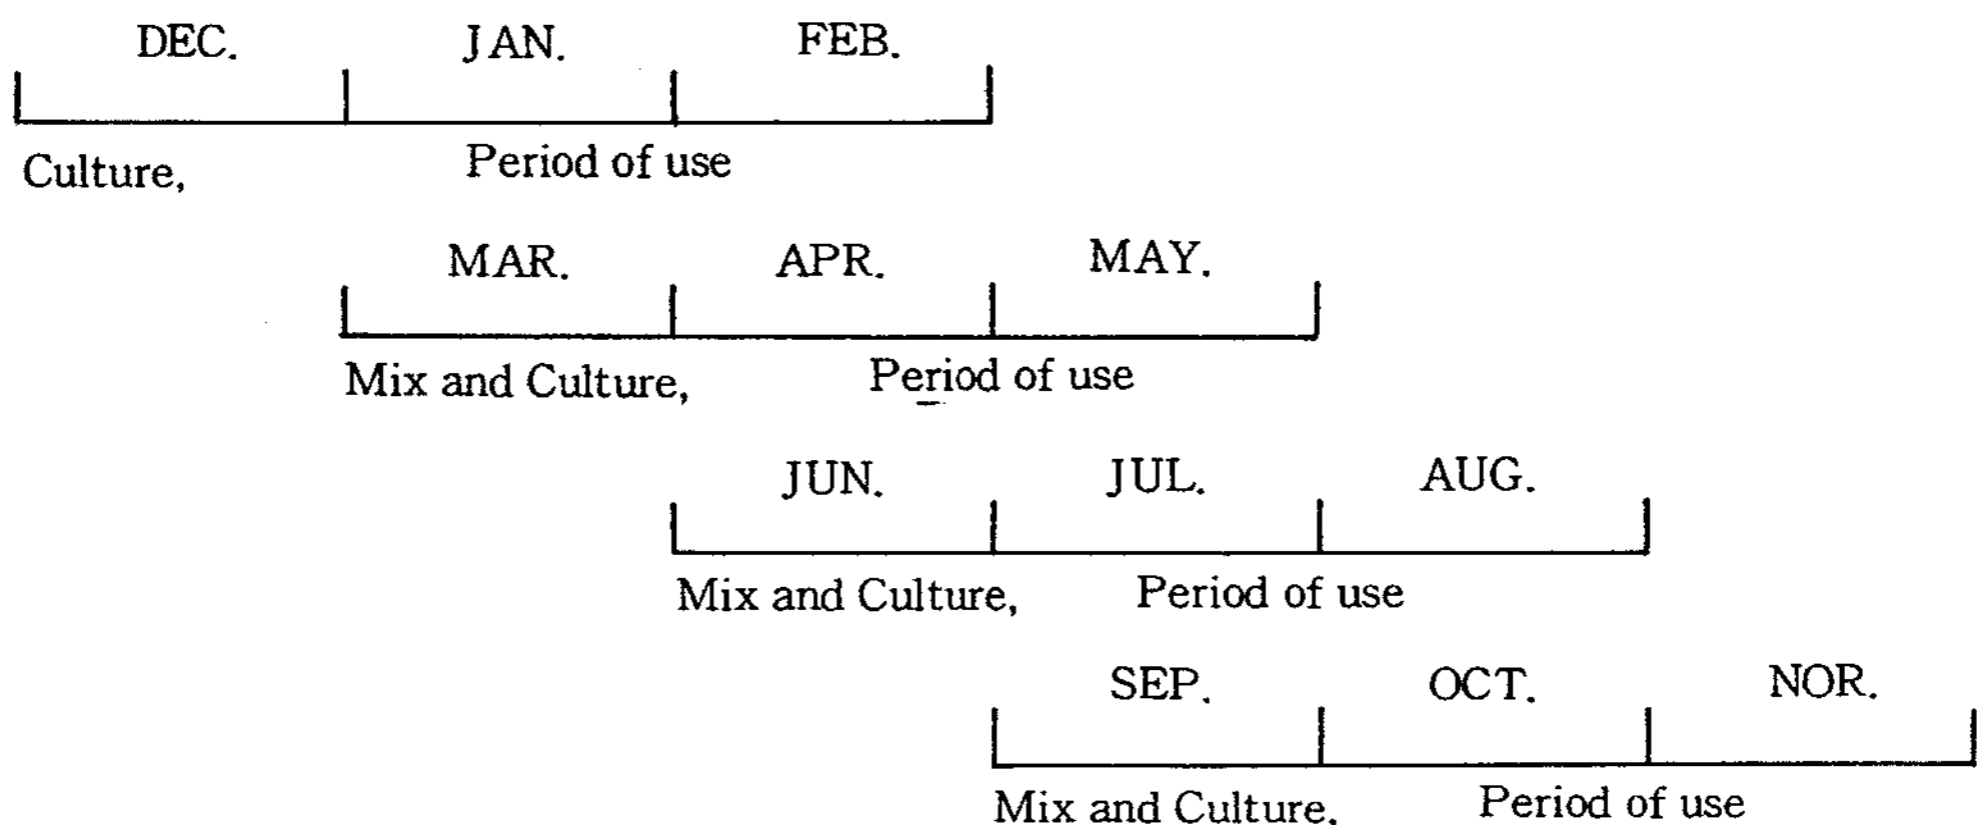 DEC. JAN. FEB.
Culture, Period of use
MAR. APR. MAY.
Mix and Culture, Period of use
JUN. JUL. AUG.
Mix and Culture, Period of use
SEP. OCT. NOR.
Mix and Culture, Period of use